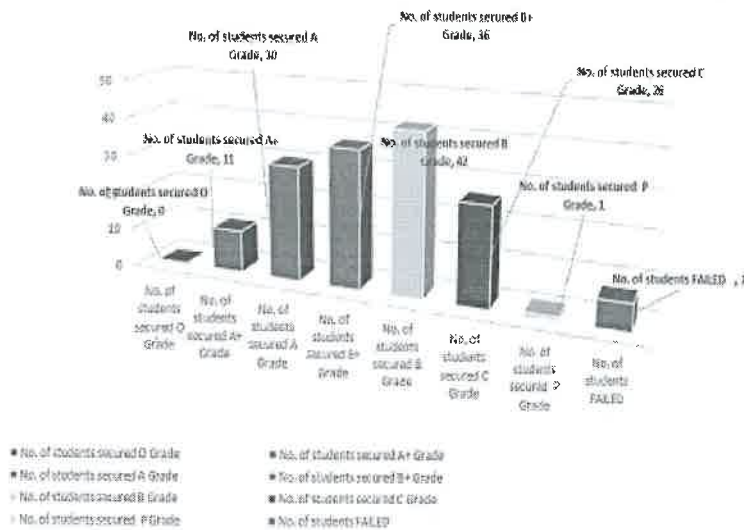 No. of students secured B+
Grade, 36
No. of students secured A
Grade, 30
No. of students secured C
Grade, 26
No. of students secured A+
Grade, 11
No. of students secured B
Grade, 42
No. of students secured P
Grade, 1
No. of students secured O
Grade, 0
No. of students FAILED ,
50
40
30
10
0
No. of
students
secured O
Grade
No. of
students
secured A+
Grade
No. of
students
secured A
Grade
No. of
students
secured B+
Grade
No. of
students
secured B
Grade
No. of
students
secured C
Grade
No. of
students
secured P
Grade
No. of
students
FAILED
No. of students secured O Grade
No. of students secured A+ Grade
No. of students secured A Grade
No. of students secured B+ Grade
No. of students secured B Grade
No. of students secured C Grade
No. of students secured P Grade
No. of students FAILED